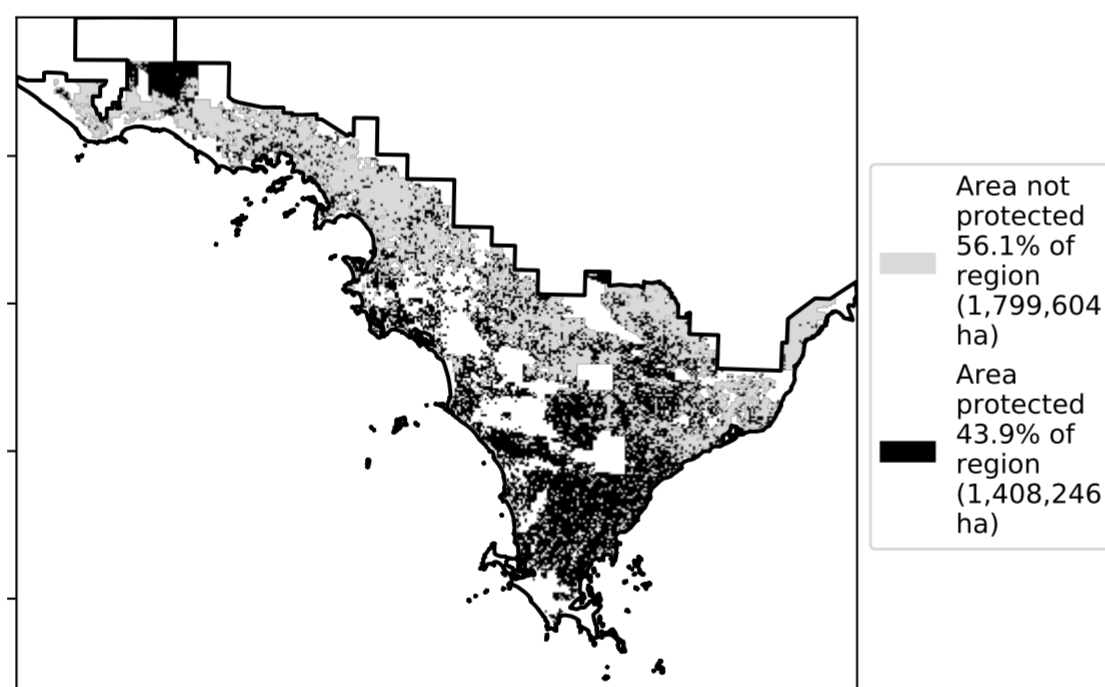 Area not
protected
56.1% of
region
(1,799,604
ha)
Area
protected
43.9% of
region
(1,408,246
ha)